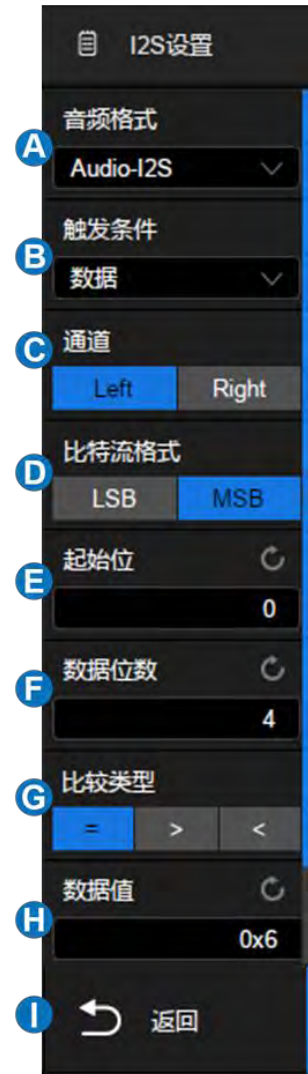 I2S设置
A
音频格式
Audio-I2S
B
触发条件
数据
C
通道
Left Right
D
比特流格式
LSB MSB
E
起始位
0
F
数据位数
4
G
比较类型
= > <
H
数据值
0x6
I
返回